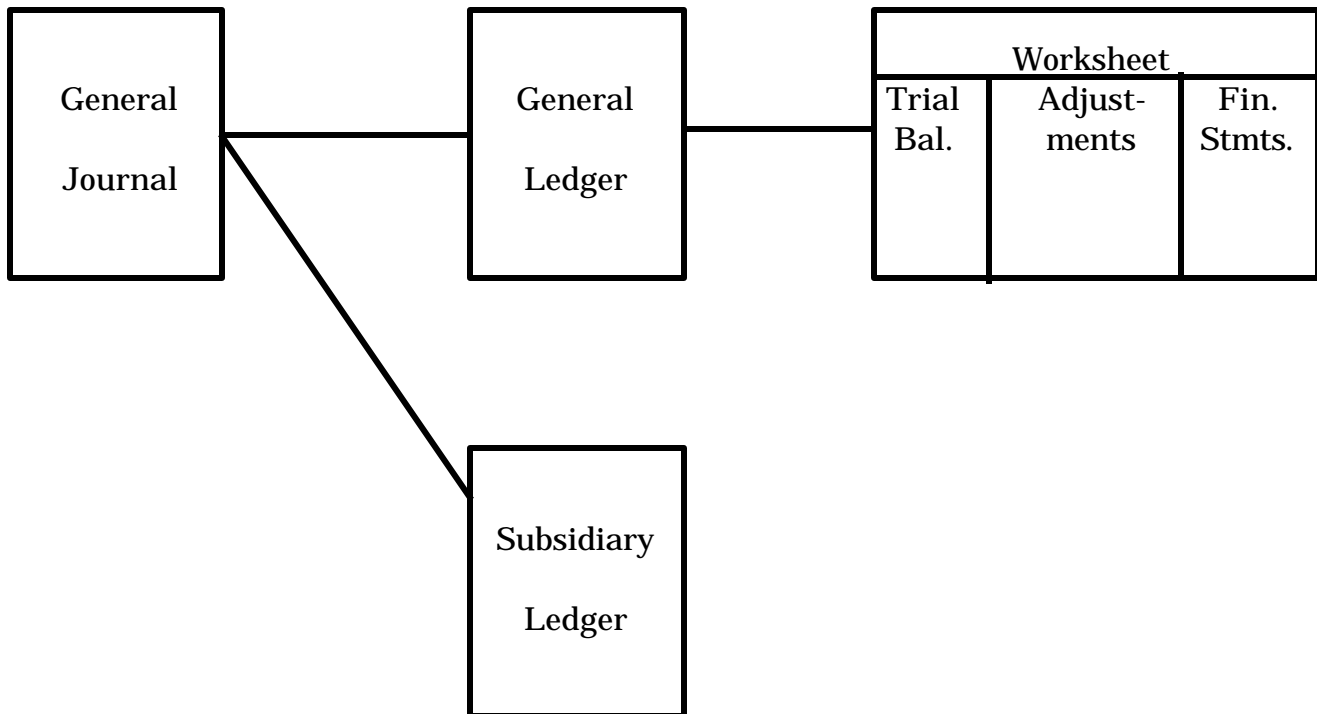 General
Journal
General
Ledger
Worksheet
Trial
Bal.
Adjust-
ments
Fin.
Stmts.
Subsidiary
Ledger